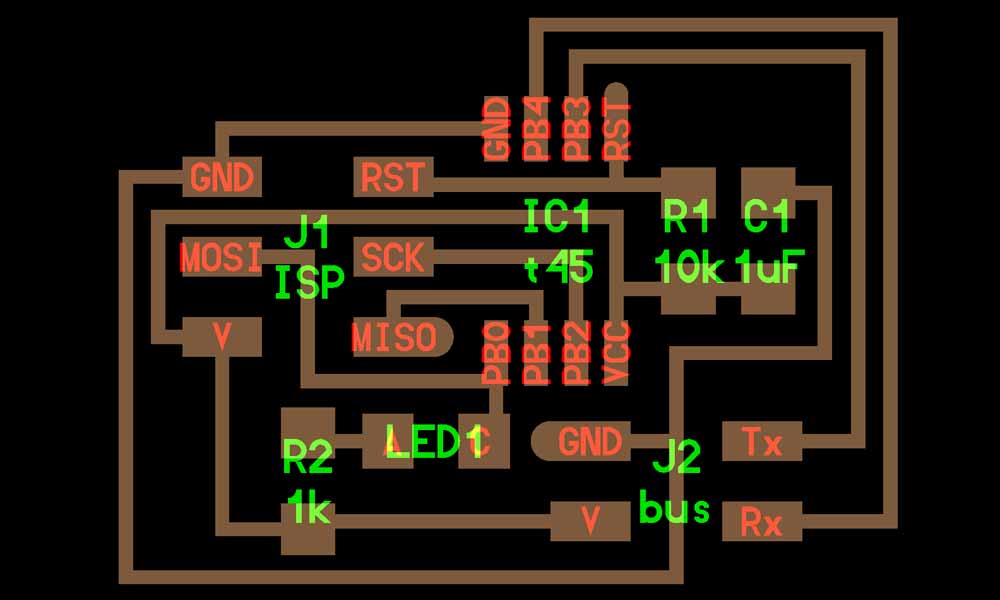 GND
PB4
PB3
RST
GND
RST
J1
ISP
IC1
t45
R1
10k
C1
1uF
MOSI
SCK
V
MISO
PB0
PB1
PB2
VCC
R2
1k
A
LED1
C
GND
J2
bus
Tx
V
Rx